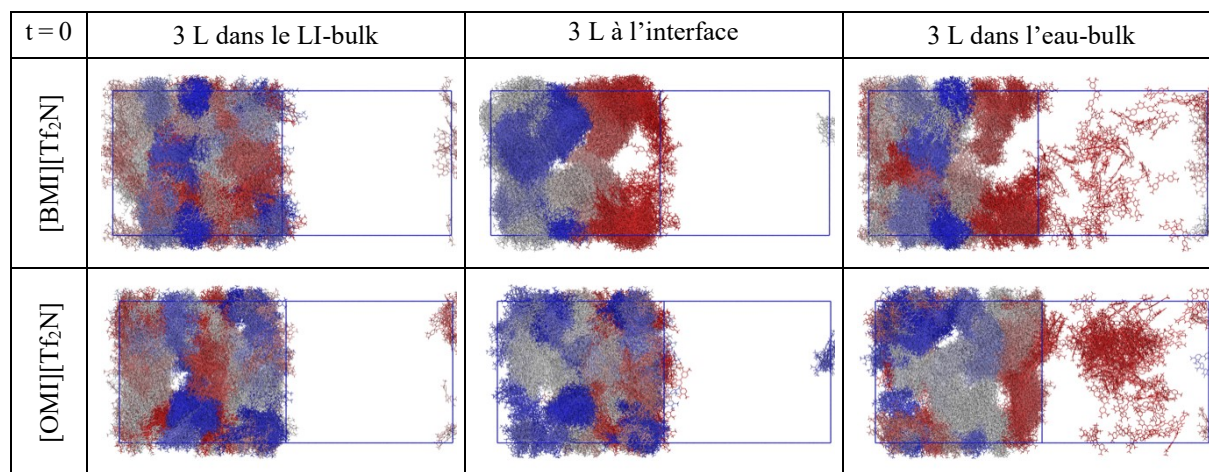 t = 0
3 L dans le LI-bulk
3 L à l’interface
3 L dans l’eau-bulk
[BMI][Tf₂N]
[OMI][Tf₂N]